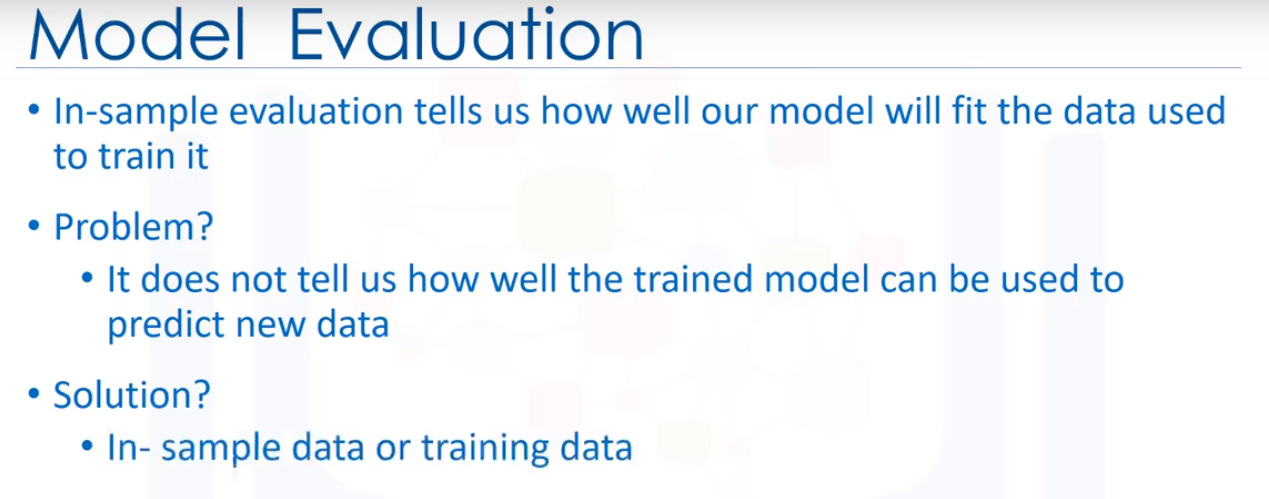 Model Evaluation
• In-sample evaluation tells us how well our model will fit the data used
to train it
• Problem?
• It does not tell us how well the trained model can be used to
predict new data
• Solution?
• In- sample data or training data